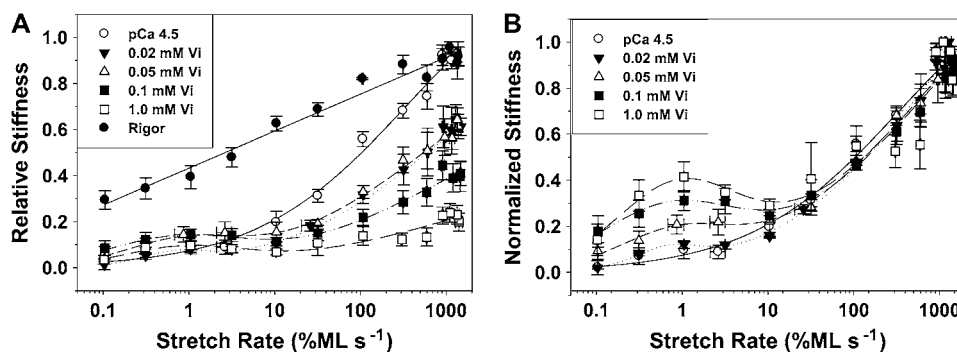 A
Relative Stiffness
pCa 4.5
0.02 mM Vi
0.05 mM Vi
0.1 mM Vi
1.0 mM Vi
Rigor
1.0
0.8
0.6
0.4
0.2
0.0
0.1 1 10 100 1000
Stretch Rate (%ML s⁻¹)
B
Normalized Stiffness
pCa 4.5
0.02 mM Vi
0.05 mM Vi
0.1 mM Vi
1.0 mM Vi
1.0
0.8
0.6
0.4
0.2
0.0
0.1 1 10 100 1000
Stretch Rate (%ML s⁻¹)